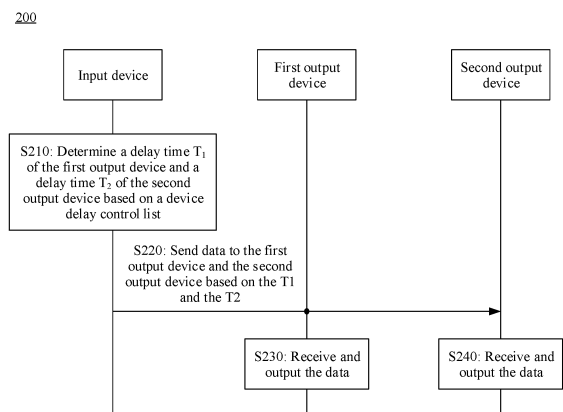 200
Input device
First output
device
Second output
device
S210: Determine a delay time T₁
of the first output device and a
delay time T₂ of the second
output device based on a device
delay control list
S220: Send data to the first
output device and the second
output device based on the T1
and the T2
S230: Receive and
output the data
S240: Receive and
output the data